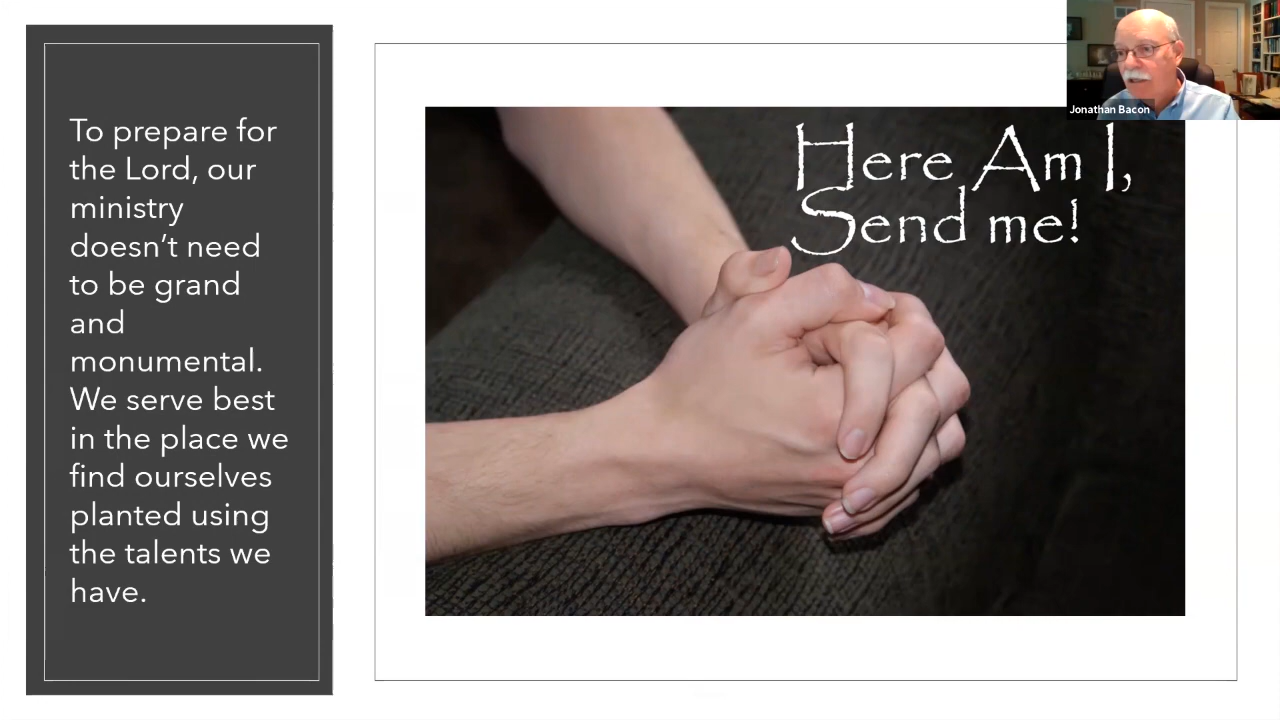 To prepare for
the Lord, our
ministry
doesn’t need
to be grand
and
monumental.
We serve best
in the place we
find ourselves
planted using
the talents we
have.
Here Am I,
Send me!
Jonathan Bacon